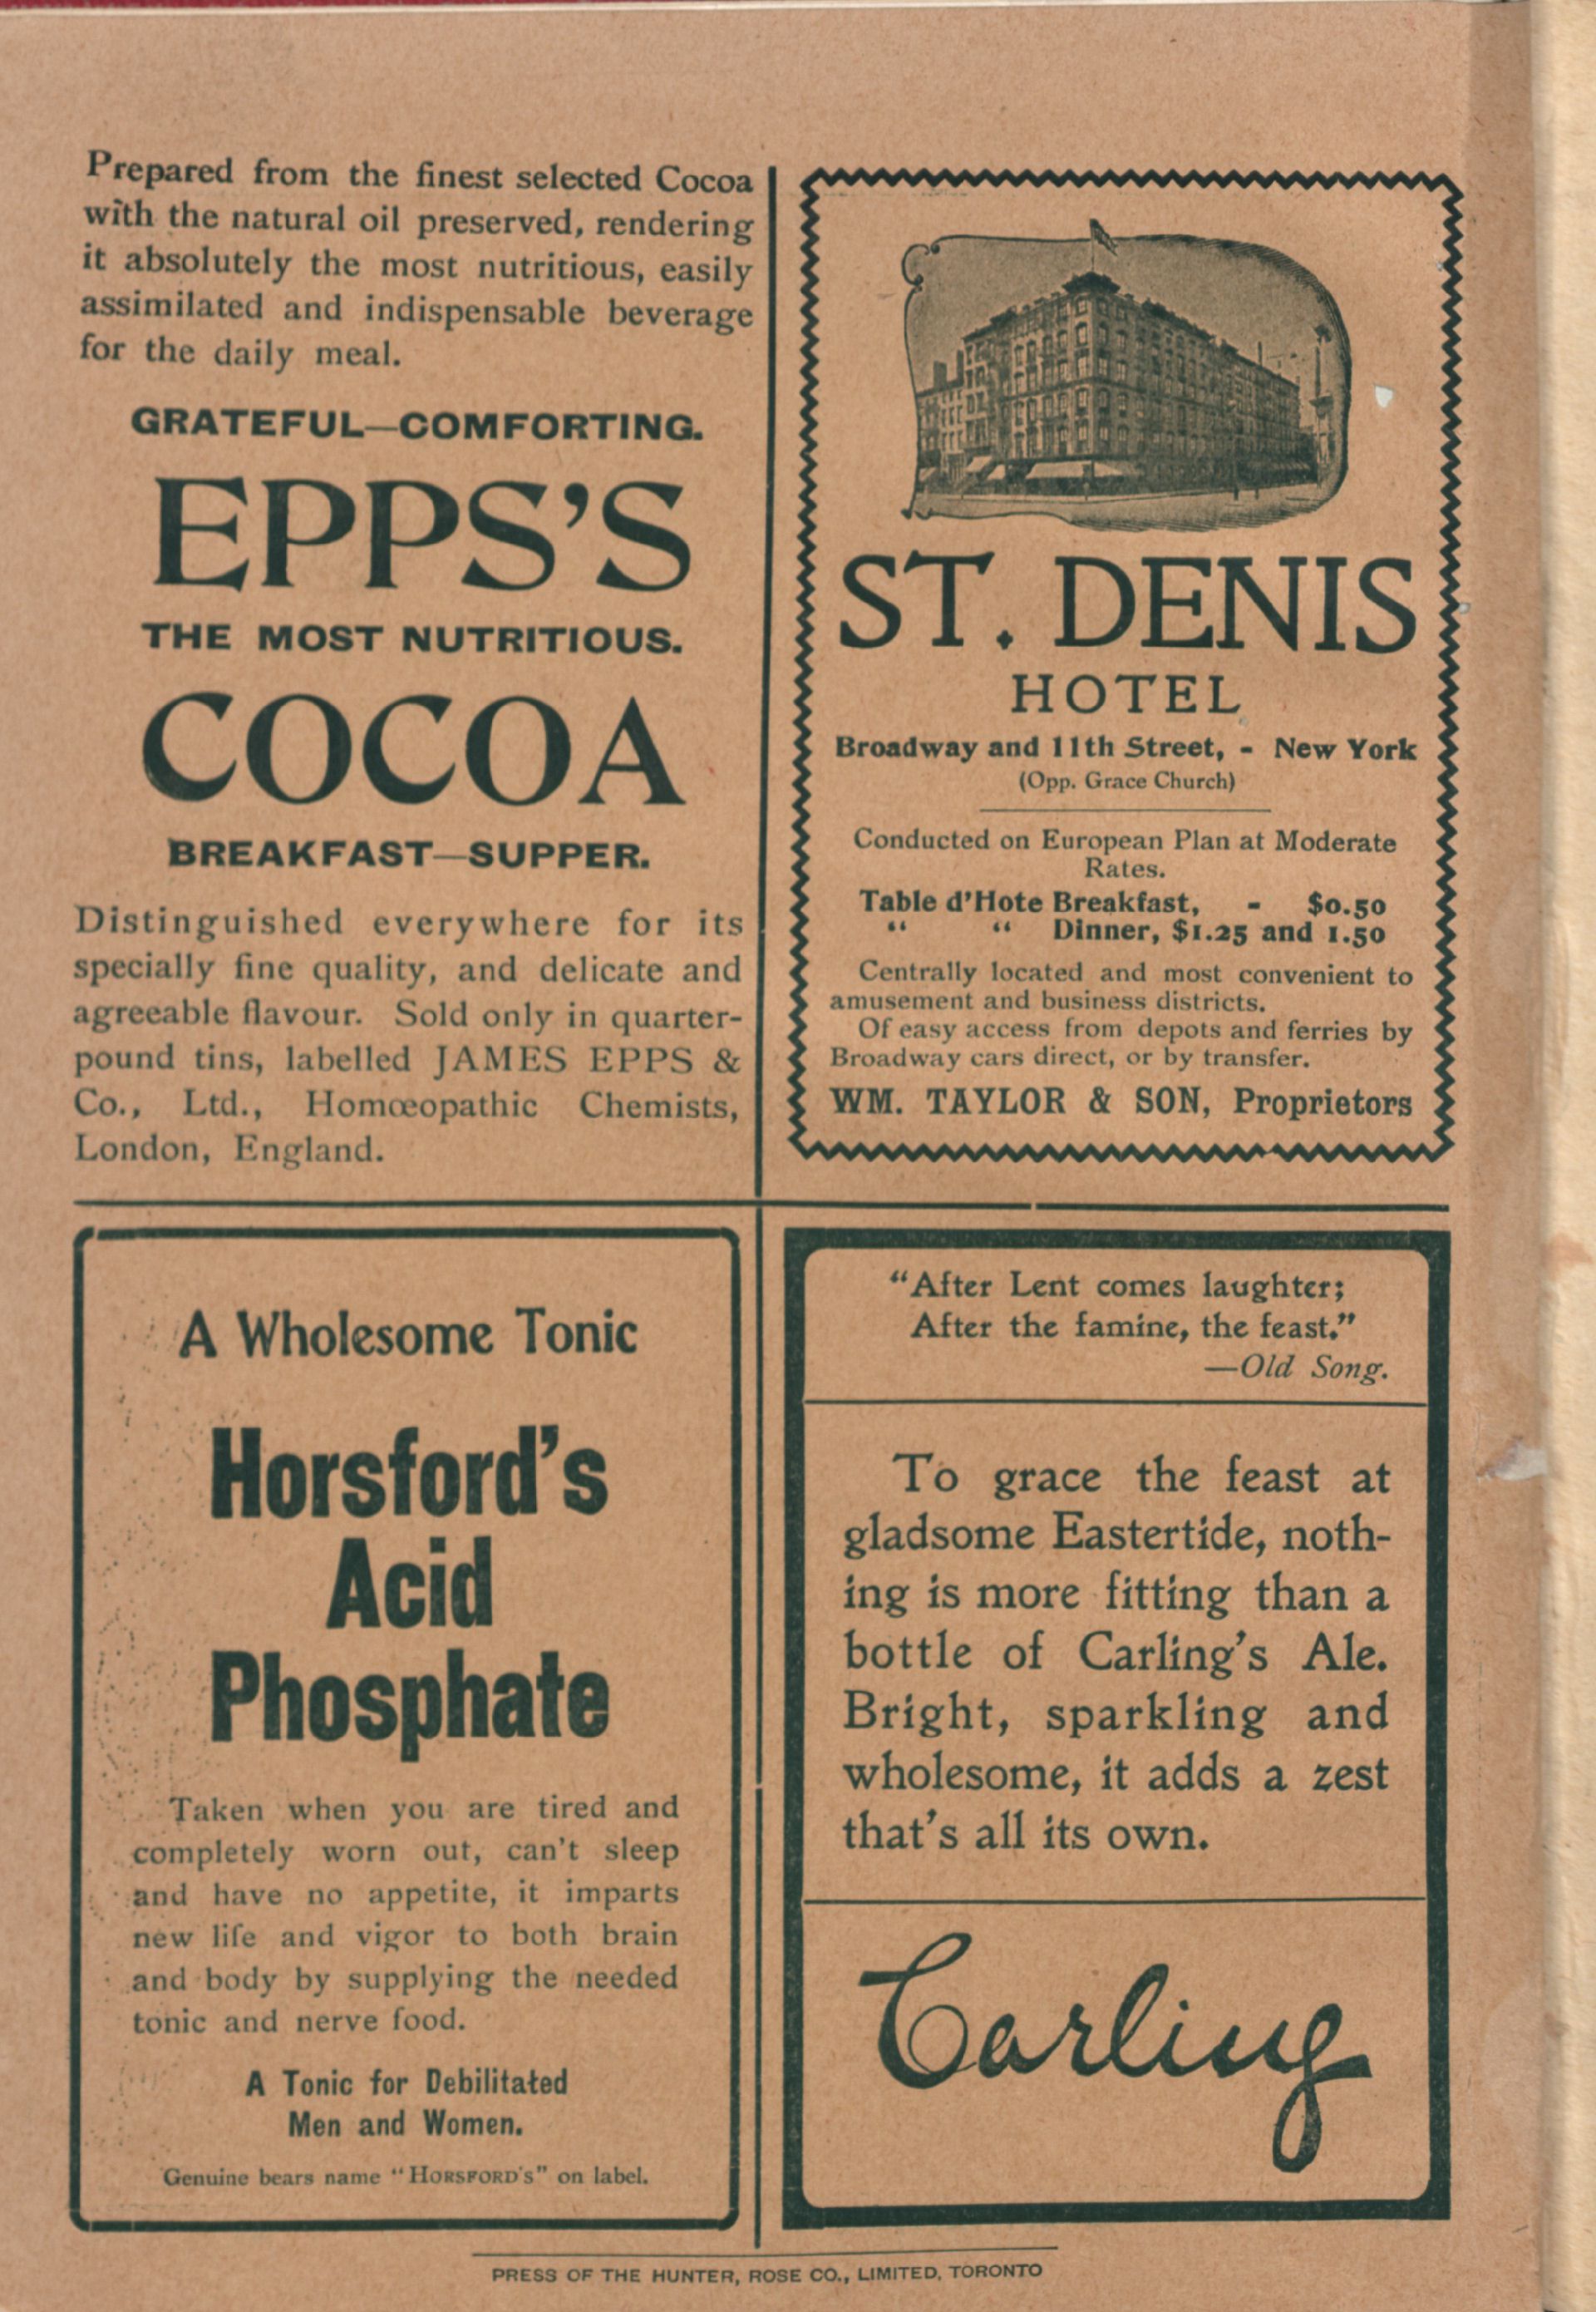 Prepared from the finest selected Cocoa
with the natural oil preserved, rendering
it absolutely the most nutritious, easily
assimilated and indispensable beverage
for the daily meal.
GRATEFUL—COMFORTING.
EPPS'S
THE MOST NUTRITIOUS.
COCOA
BREAKFAST—SUPPER.
Distinguished everywhere for its
specially fine quality, and delicate and
agreeable flavour. Sold only in quarter-
pound tins, labelled JAMES EPPS &
Co., Ltd., Homœopathic Chemists,
London, England.
ST. DENIS
HOTEL
Broadway and 11th Street, - New York
(Opp. Grace Church)
Conducted on European Plan at Moderate
Rates.
Table d'Hote Breakfast, - $0.50
“ “ Dinner, $1.25 and 1.50
Centrally located and most convenient to
amusement and business districts.
Of easy access from depots and ferries by
Broadway cars direct, or by transfer.
WM. TAYLOR & SON, Proprietors
A Wholesome Tonic
Horsford's
Acid
Phosphate
Taken when you are tired and
completely worn out, can't sleep
and have no appetite, it imparts
new life and vigor to both brain
and body by supplying the needed
tonic and nerve food.
A Tonic for Debilitated
Men and Women.
Genuine bears name “HORSFORD'S” on label.
“After Lent comes laughter;
After the famine, the feast.”
—Old Song.
To grace the feast at
gladsome Eastertide, noth-
ing is more fitting than a
bottle of Carling's Ale.
Bright, sparkling and
wholesome, it adds a zest
that's all its own.
Carling
PRESS OF THE HUNTER, ROSE CO., LIMITED, TORONTO